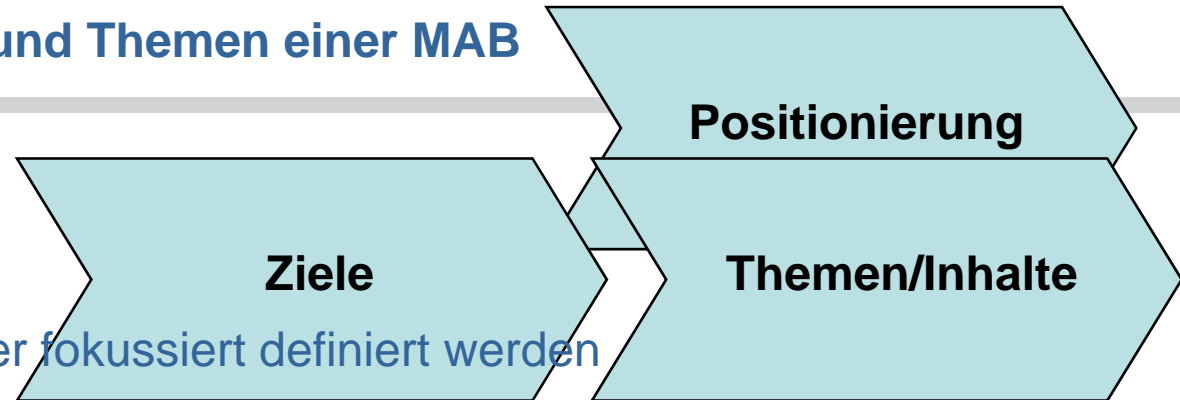 und Themen einer MAB
Positionierung
Ziele
Themen/Inhalte
er fokussiert definiert werden